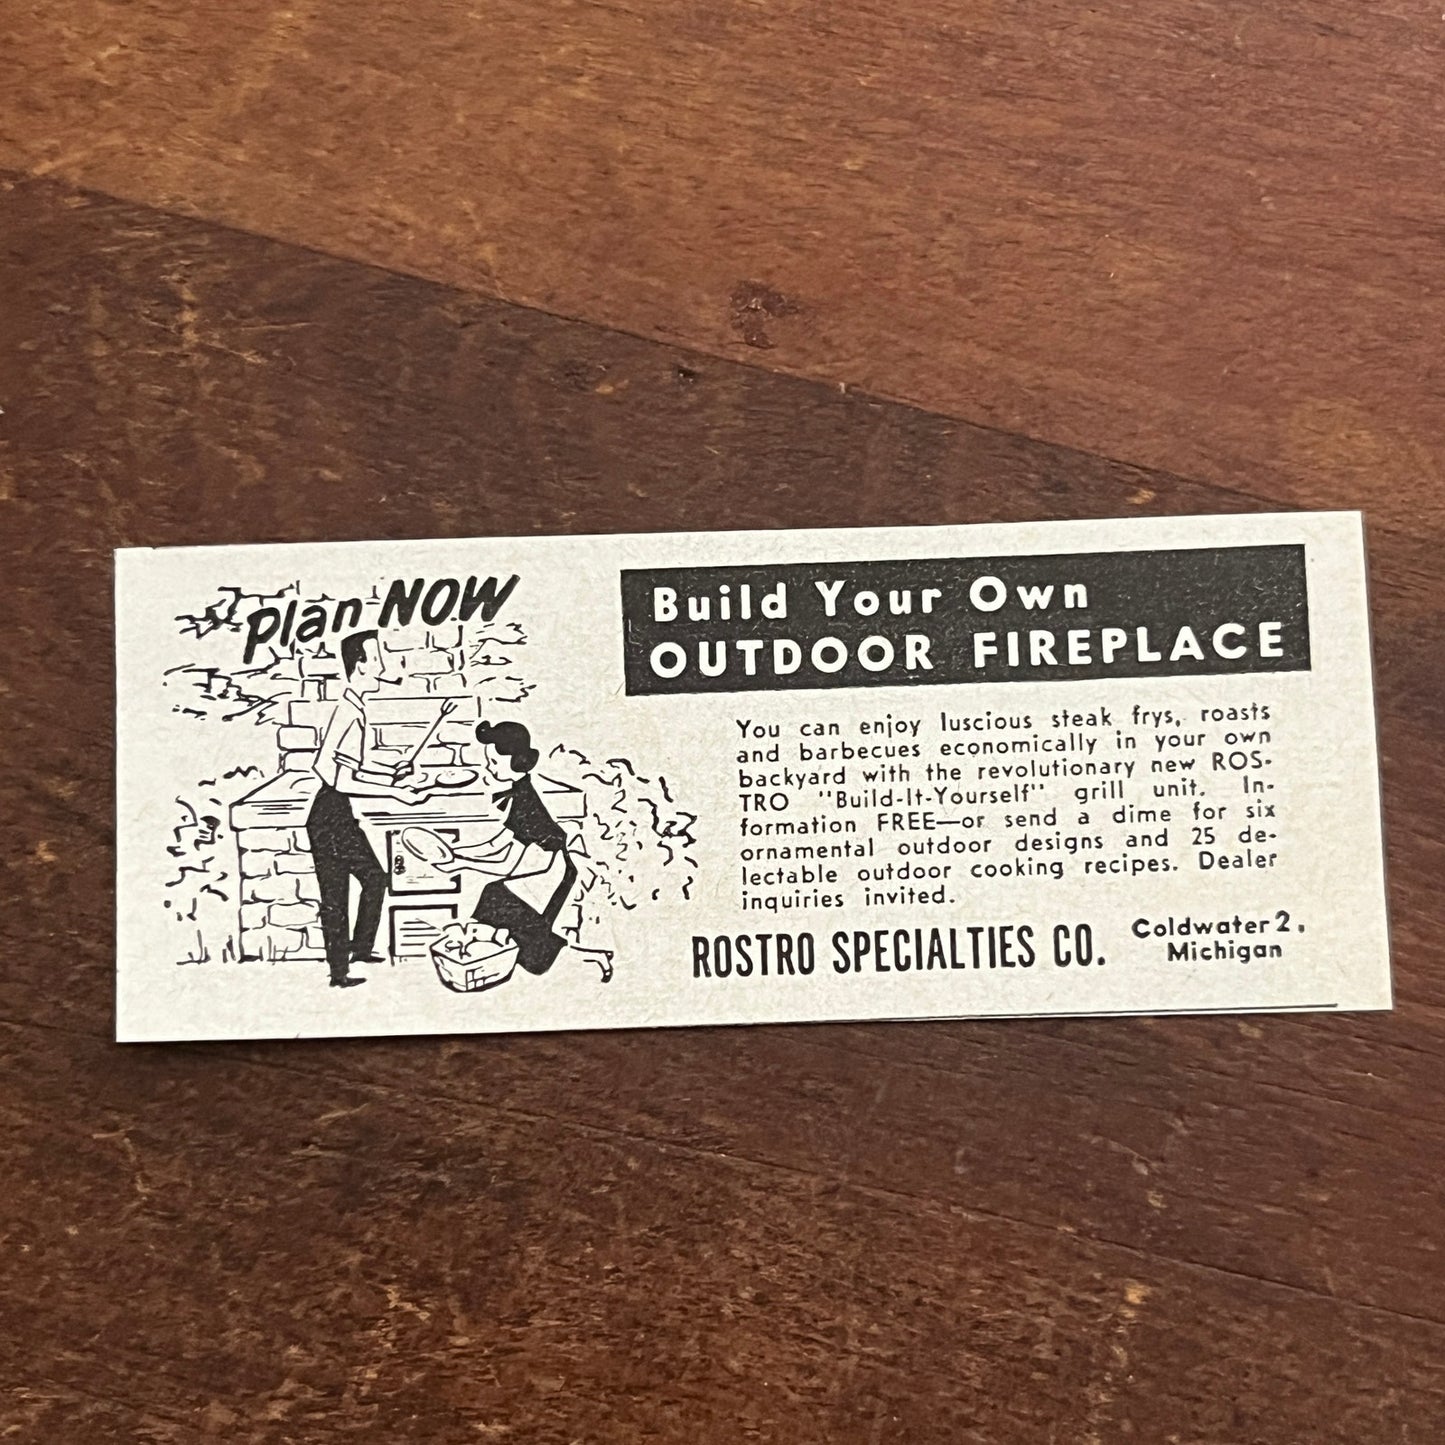 Plan NOW
Build Your Own
OUTDOOR FIREPLACE
You can enjoy luscious steak frys, roasts
and barbecues economically in your own
backyard with the revolutionary new ROS-
TRO "Build-It-Yourself" grill unit. In-
formation FREE—or send a dime for six
ornamental outdoor designs and 25 de-
lectable outdoor cooking recipes. Dealer
inquiries invited.
ROSTRO SPECIALTIES CO.
Coldwater 2,
Michigan